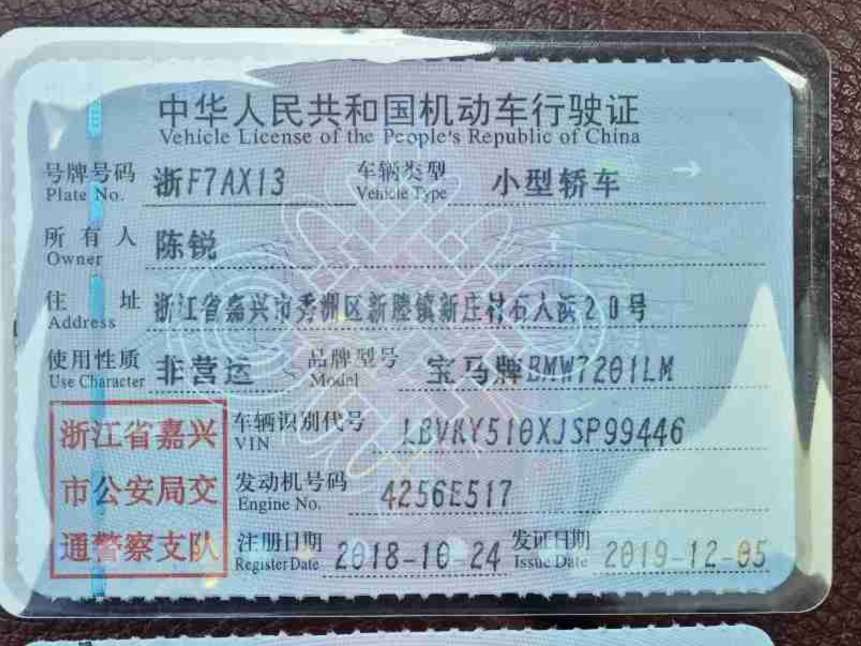 中华人民共和国机动车行驶证
Vehicle License of the People's Republic of China
号牌号码 浙F7AX13 车辆类型 小型轿车
Plate No. Vehicle Type
所有人 陈锐
Owner
住址 浙江省嘉兴市秀洲区新塍镇新庄村石人浜20号
Address
使用性质 非营运 品牌型号 宝马牌BMW7201LM
Use Character Model
浙江省嘉兴 车辆识别代号 LBVKY510XJSP99446
VIN
市公安局交 发动机号码 4256E517
Engine No.
通警察支队 注册日期 2018-10-24 发证日期 2019-12-05
Register Date Issue Date